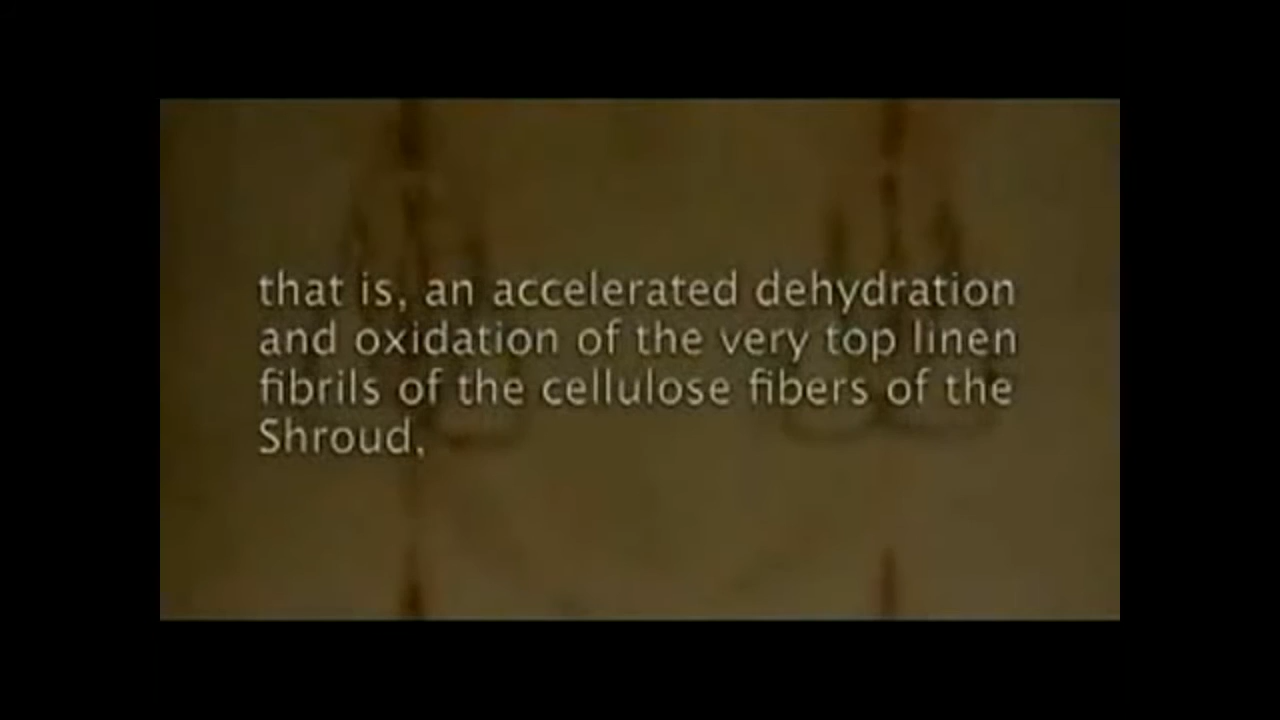 that is, an accelerated dehydration
and oxidation of the very top linen
fibrils of the cellulose fibers of the
Shroud,